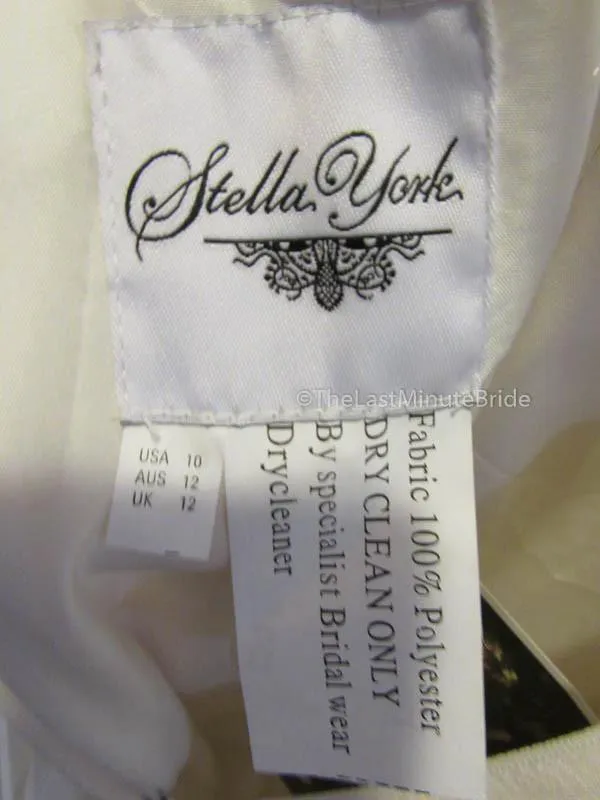 Stella York
©TheLastMinuteBride
USA 10
AUS 12
UK 12
Fabric 100% Polyester
DRY CLEAN ONLY
By specialist Bridal wear
Drycleaner